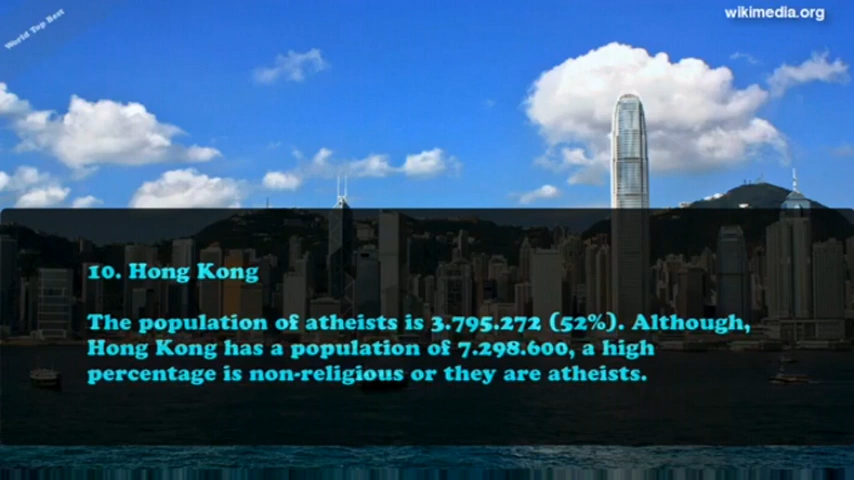 World Top Best
wikimedia.org
10. Hong Kong
The population of atheists is 3.795.272 (52%). Although,
Hong Kong has a population of 7.298.600, a high
percentage is non-religious or they are atheists.